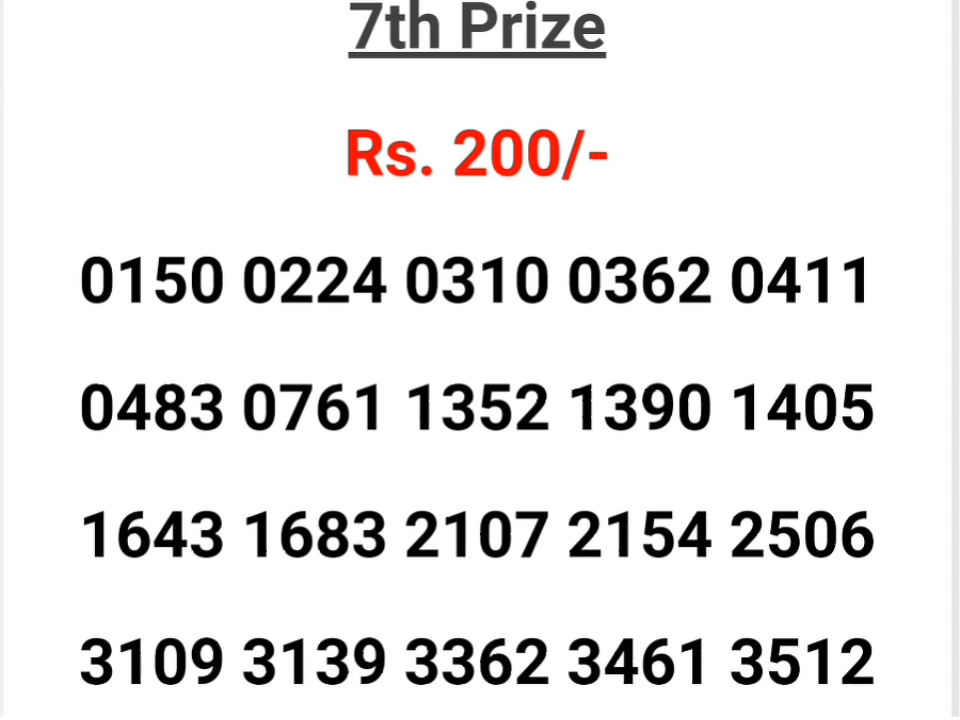 7th Prize
Rs. 200/-
0150 0224 0310 0362 0411
0483 0761 1352 1390 1405
1643 1683 2107 2154 2506
3109 3139 3362 3461 3512